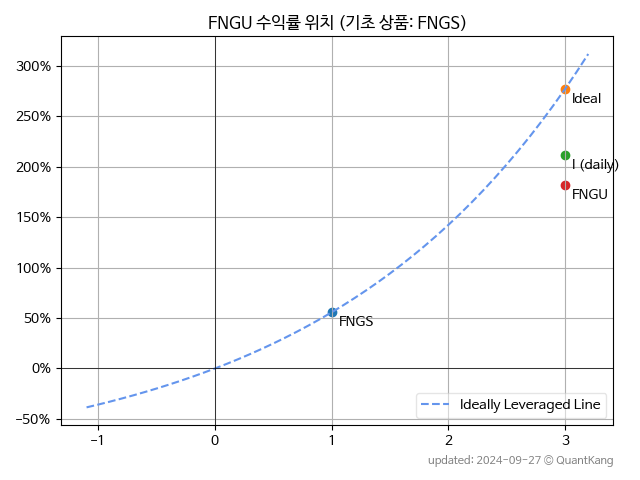 FNGU 수익률 위치 (기초 상품: FNGS)
300%
250%
200%
150%
100%
50%
0%
−50%
Ideal
I (daily)
FNGU
FNGS
Ideally Leveraged Line
−1
0
1
2
3
updated: 2024-09-27 © QuantKang